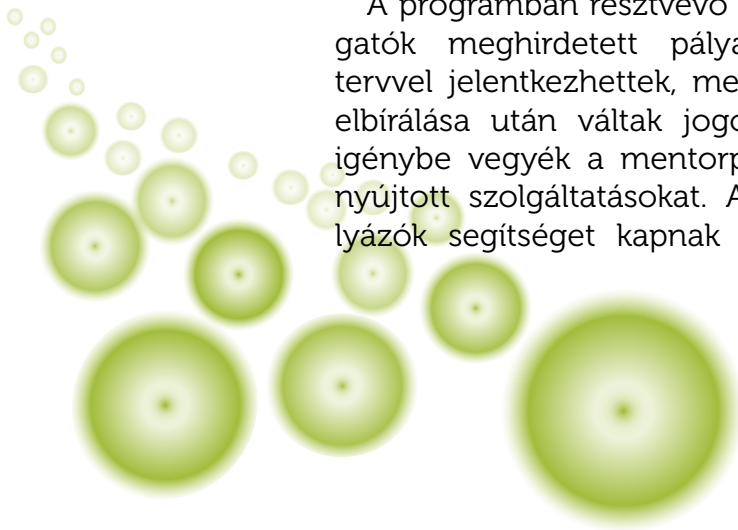 A programban résztvevő
gatók meghirdetett pályá
tervvel jelentkezhettek, me
elbírálása után váltak jogo
igénybe vegyék a mentorp
nyújtott szolgáltatásokat. A
lyázók segítséget kapnak